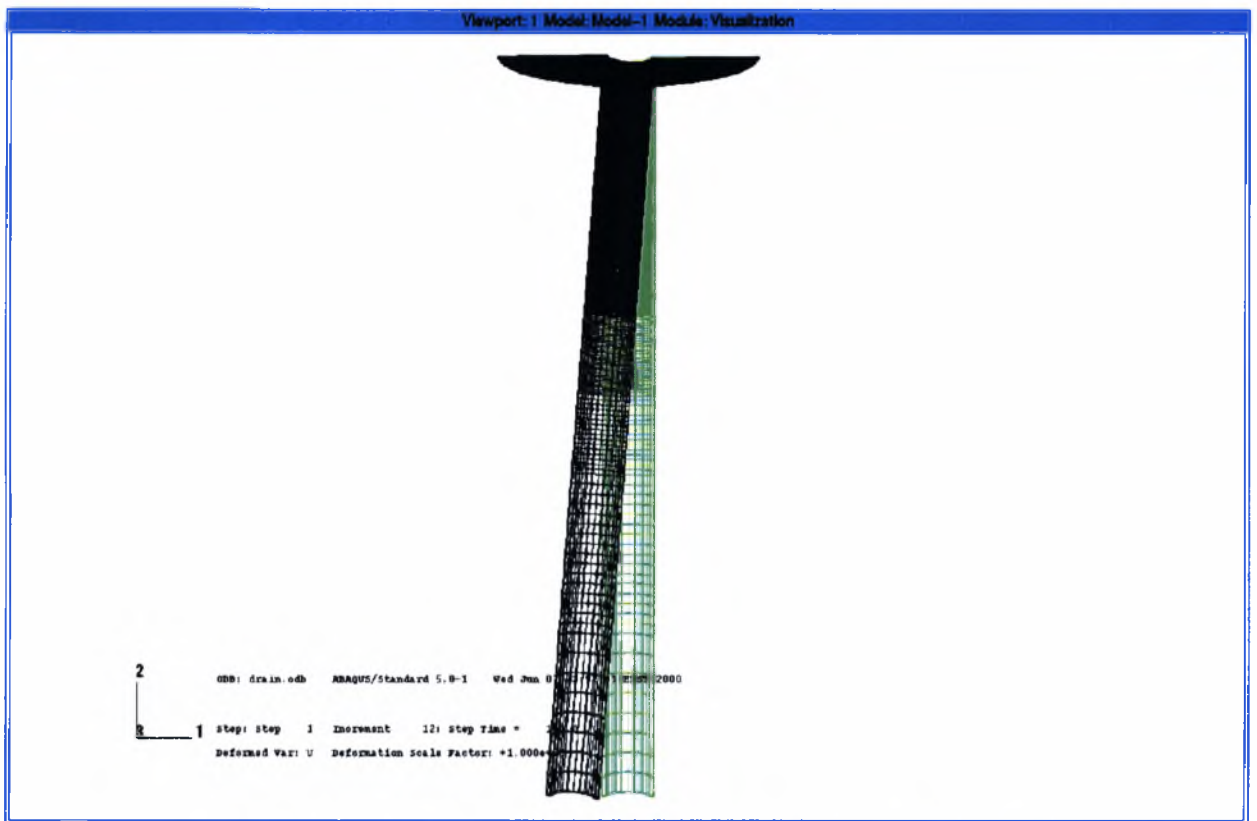 Viewport: 1 Model: Model-1 Module: Visualization
2
3 1
ODB: drain.odb ABAQUS/Standard 5.8-1 Wed Jun 2000
Step: Step 1 Increment 12: Step Time =
Deformed Var: U Deformation Scale Factor: